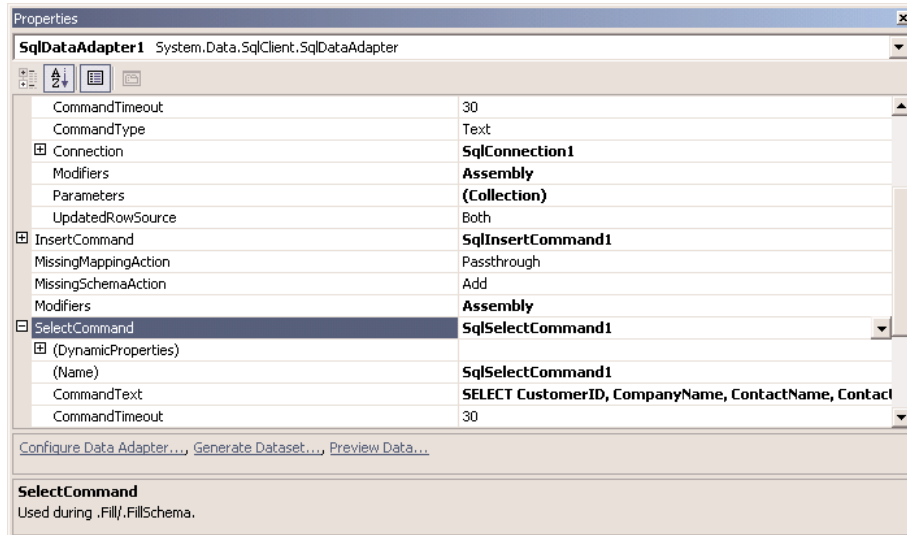 Properties
SqlDataAdapter1 System.Data.SqlClient.SqlDataAdapter
CommandTimeout 30
CommandType Text
Connection SqlConnection1
Modifiers Assembly
Parameters (Collection)
UpdatedRowSource Both
InsertCommand SqlInsertCommand1
MissingMappingAction Passthrough
MissingSchemaAction Add
Modifiers Assembly
SelectCommand SqlSelectCommand1
(DynamicProperties)
(Name) SqlSelectCommand1
CommandText SELECT CustomerID, CompanyName, ContactName, Contact
CommandTimeout 30
Configure Data Adapter..., Generate Dataset..., Preview Data...
SelectCommand
Used during .Fill/.FillSchema.